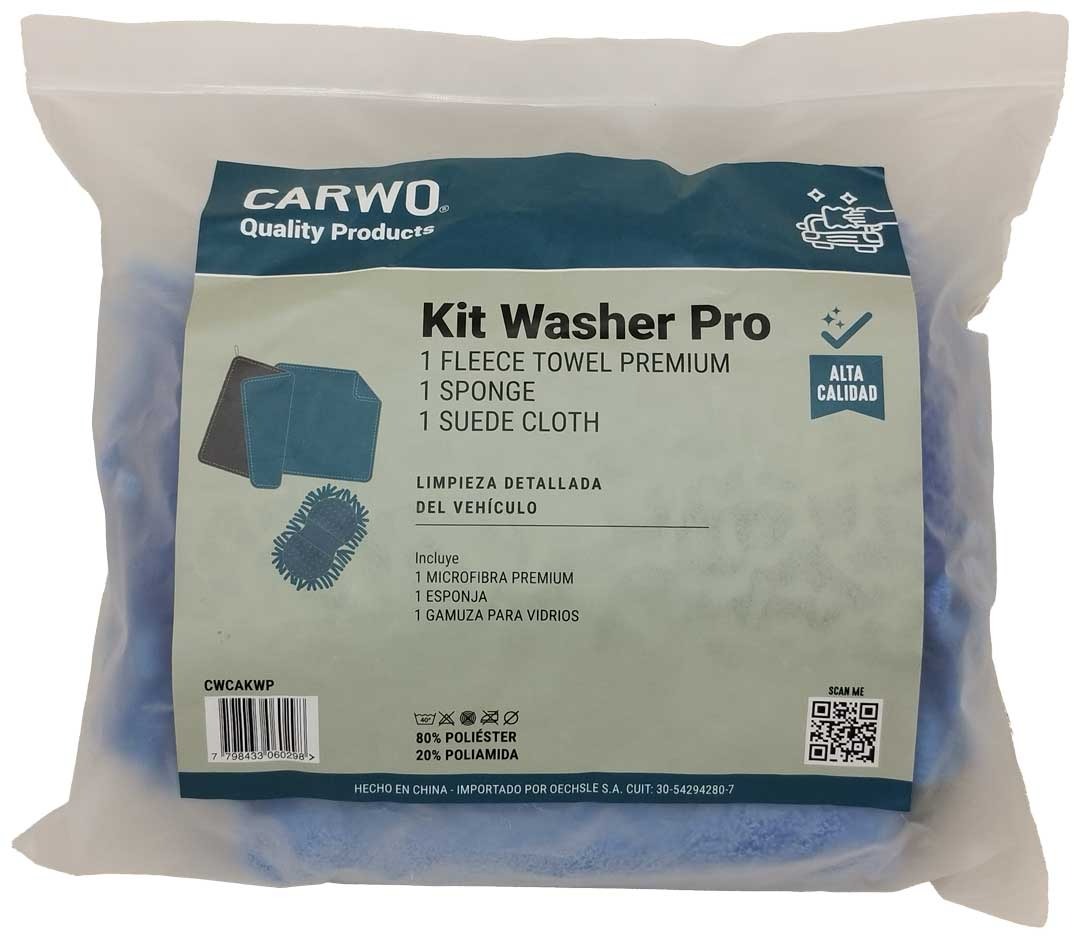 CARWO®
Quality Products
Kit Washer Pro
1 FLEECE TOWEL PREMIUM
1 SPONGE
1 SUEDE CLOTH
ALTA
CALIDAD
LIMPIEZA DETALLADA
DEL VEHÍCULO
Incluye
1 MICROFIBRA PREMIUM
1 ESPONJA
1 GAMUZA PARA VIDRIOS
CWCAKWP
7 798433 060298 >
40°
80% POLIÉSTER
20% POLIAMIDA
SCAN ME
HECHO EN CHINA - IMPORTADO POR OECHSLE S.A. CUIT: 30-54294280-7